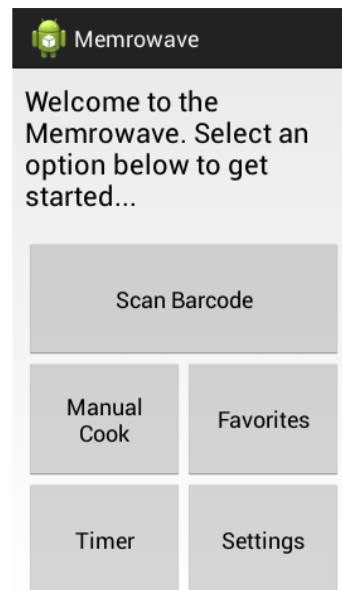 Memrowave
Welcome to the
Memrowave. Select an
option below to get
started...
Scan Barcode
Manual
Cook
Favorites
Timer
Settings